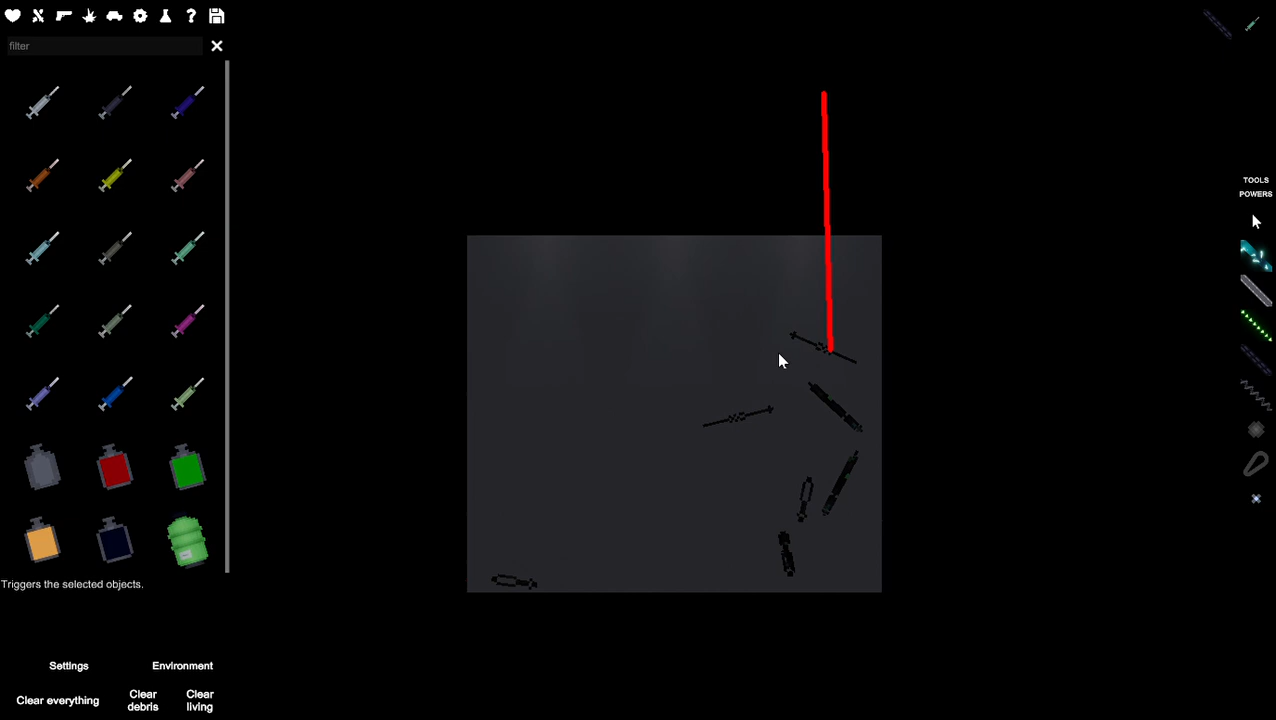 filter
TOOLS
POWERS
Triggers the selected objects.
Settings
Environment
Clear everything
Clear
debris
Clear
living